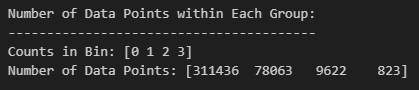 Number of Data Points within Each Group:
----------------------------------------
Counts in Bin: [0 1 2 3]
Number of Data Points: [311436  78063   9622    823]